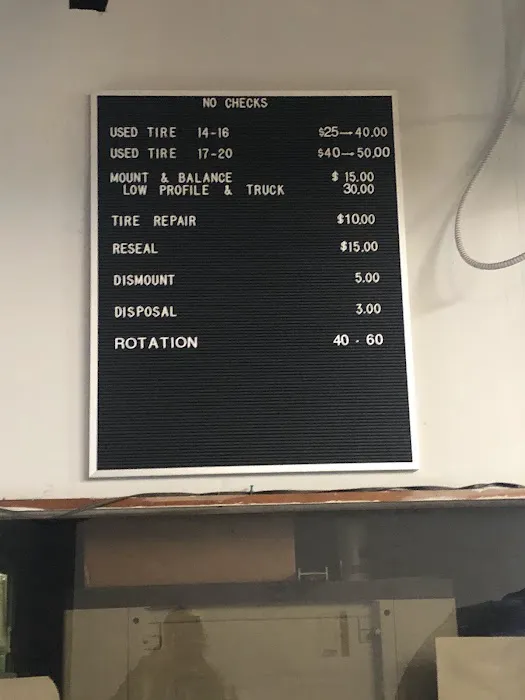 NO CHECKS
USED TIRE 14-16 $25→40.00
USED TIRE 17-20 $40→50.00
MOUNT & BALANCE $ 15.00
LOW PROFILE & TRUCK 30.00
TIRE REPAIR $10.00
RESEAL $15.00
DISMOUNT 5.00
DISPOSAL 3.00
ROTATION 40 - 60